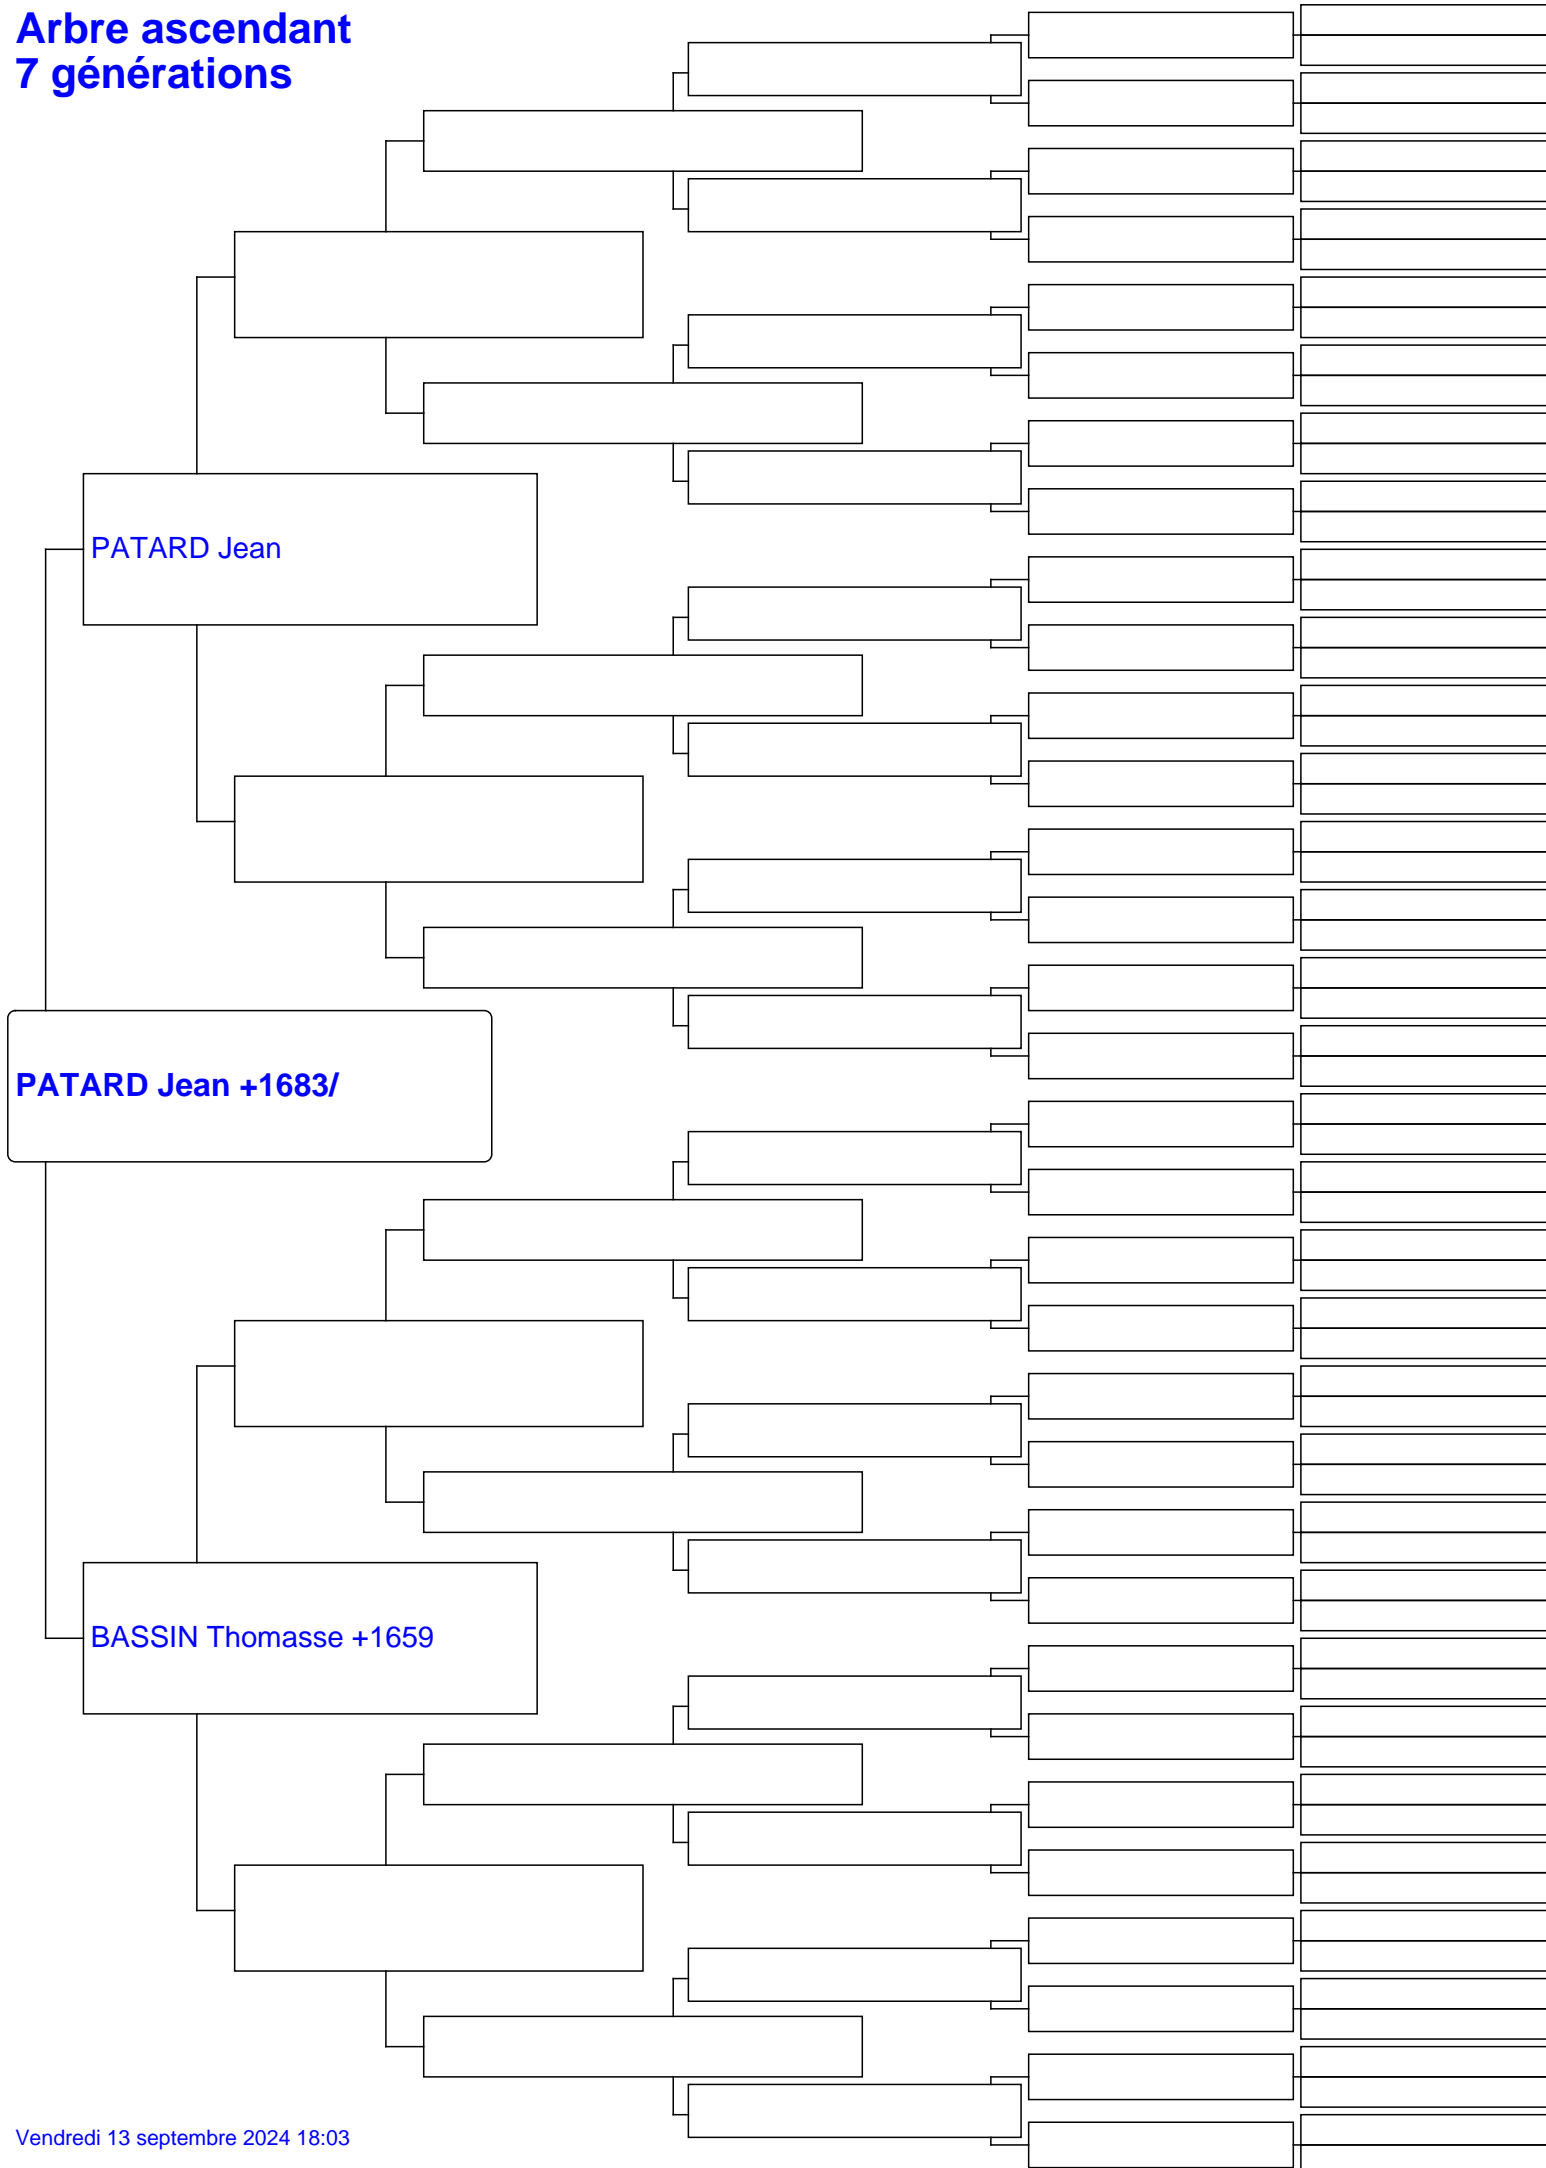 Arbre ascendant
7 générations
PATARD Jean
PATARD Jean +1683/
BASSIN Thomasse +1659
Vendredi 13 septembre 2024 18:03